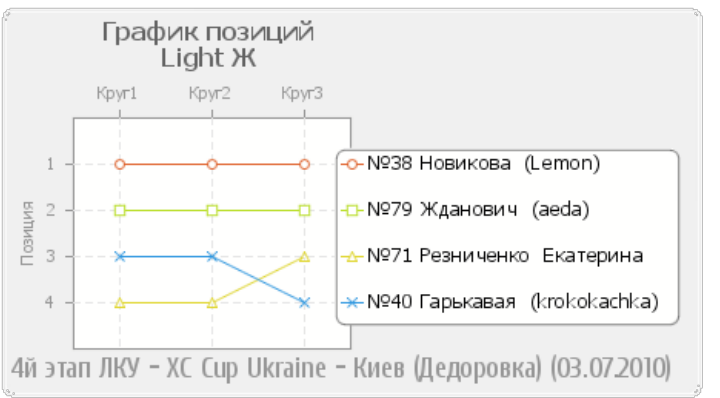 График позиций
Light Ж
Круг1 Круг2 Круг3
Позиция
1
2
3
4
№38 Новикова (Lemon)
№79 Жданович (aeda)
№71 Резниченко Екатерина
№40 Гарькавая (krokokachka)
4й этап ЛКУ - XC Cup Ukraine - Киев (Дедоровка) (03.07.2010)